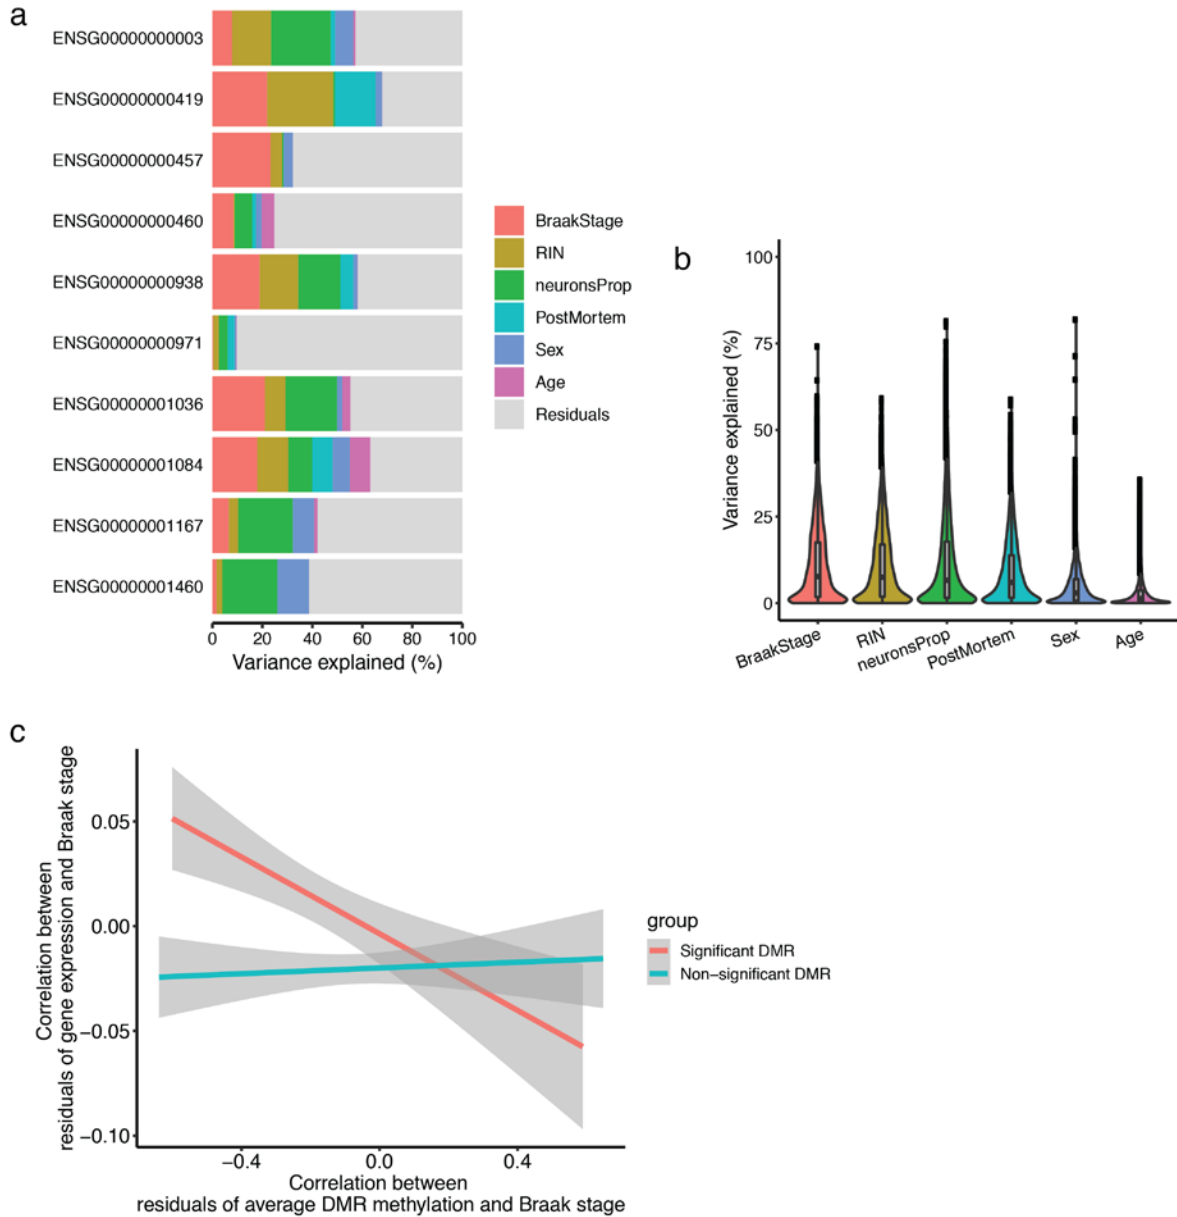 a
ENSG00000000003
ENSG00000000419
ENSG00000000457
ENSG00000000460
ENSG00000000938
ENSG00000000971
ENSG00000001036
ENSG00000001084
ENSG00000001167
ENSG00000001460
0 20 40 60 80 100
Variance explained (%)
BraakStage
RIN
neuronsProp
PostMortem
Sex
Age
Residuals
b
Variance explained (%)
100
75
50
25
0
BraakStage
RIN
neuronsProp
PostMortem
Sex
Age
c
Correlation between
residuals of gene expression and Braak stage
0.05
0.00
−0.05
−0.10
−0.4 0.0 0.4
Correlation between
residuals of average DMR methylation and Braak stage
group
Significant DMR
Non−significant DMR